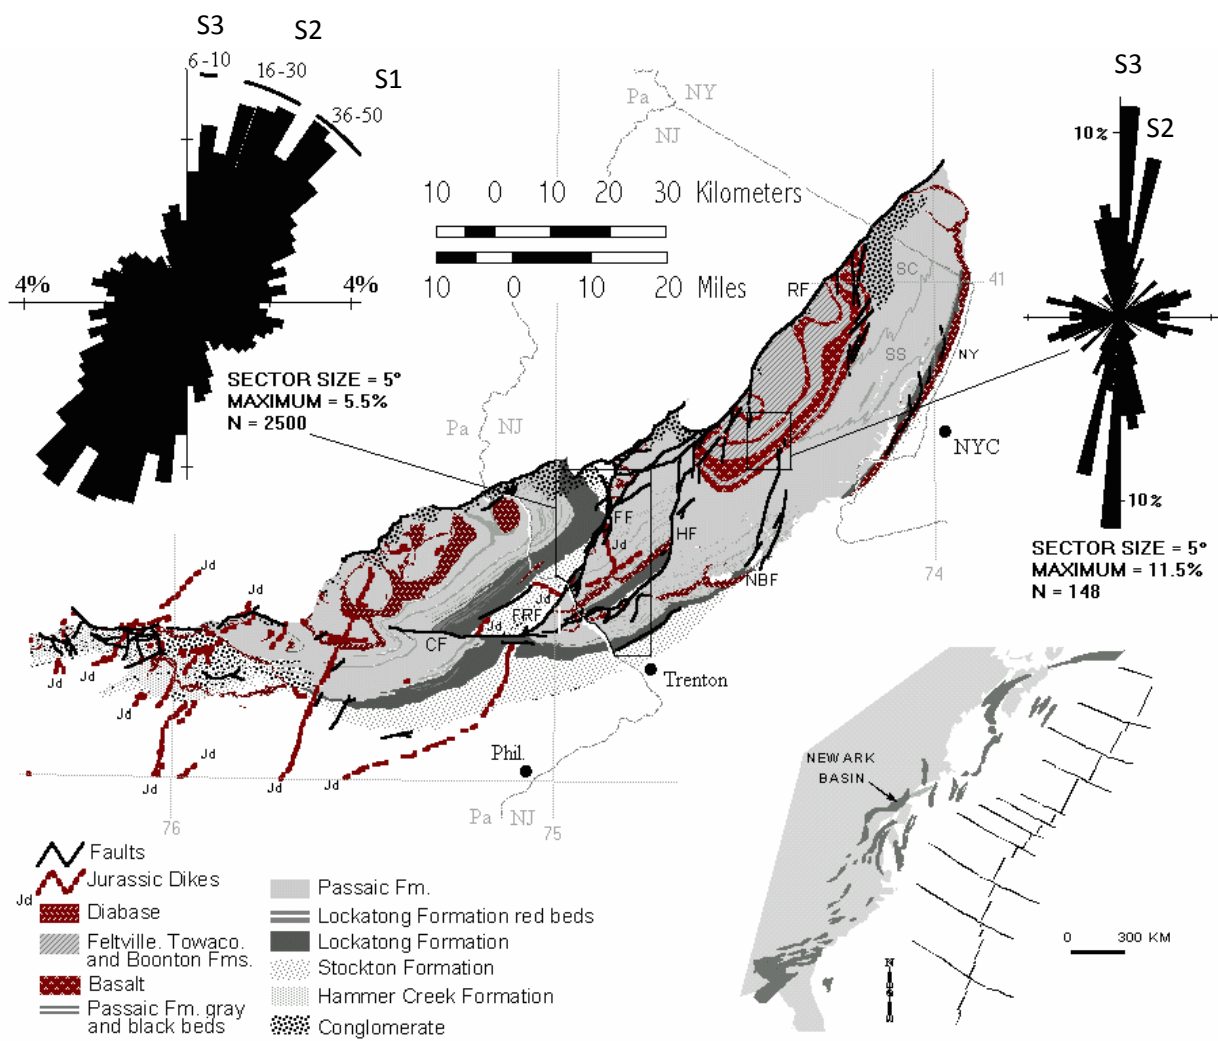 S3
S2
S1
6-10
16-30
36-50
4%
4%
SECTOR SIZE = 5°
MAXIMUM = 5.5%
N = 2500
Pa
NY
NJ
10 0 10 20 30 Kilometers
10 0 10 20 Miles
S3
S2
10%
10%
SECTOR SIZE = 5°
MAXIMUM = 11.5%
N = 148
RF
SC
N
41
SS
NY
NYC
Pa
NJ
FF
Jd
HF
NBF
74
Jd
FRF
Jd
CF
Jd
Jd
Jd
Jd
Jd
Jd
Jd
Jd
Trenton
Phil.
Pa
NJ
76
75
NEWARK
BASIN
0 300 KM
N
Faults
Jurassic Dikes
Jd
Diabase
Feltville. Towaco.
and Boonton Fms.
Basalt
Passaic Fm. gray
and black beds
Passaic Fm.
Lockatong Formation red beds
Lockatong Formation
Stockton Formation
Hammer Creek Formation
Conglomerate